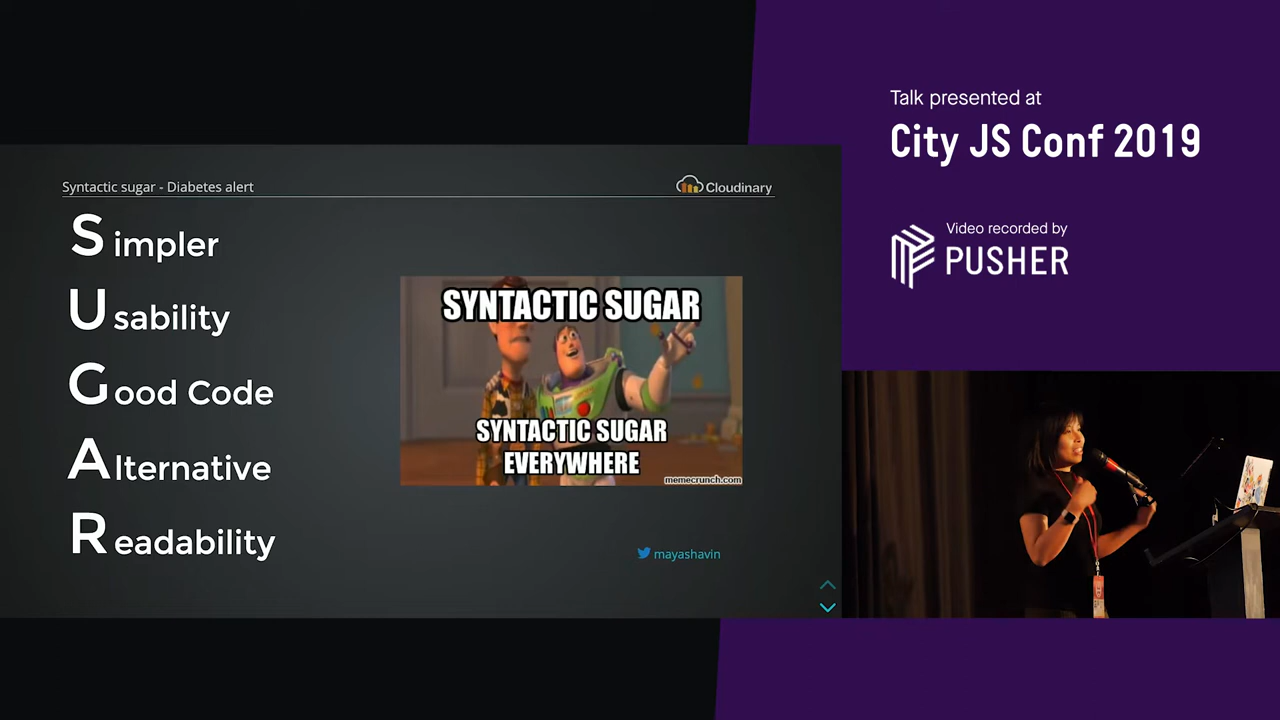 Talk presented at
City JS Conf 2019
Video recorded by
PUSHER
Syntactic sugar - Diabetes alert
Cloudinary
Simpler
Usability
Good Code
Alternative
Readability
SYNTACTIC SUGAR
SYNTACTIC SUGAR
EVERYWHERE
memecrunch.com
mayashavin